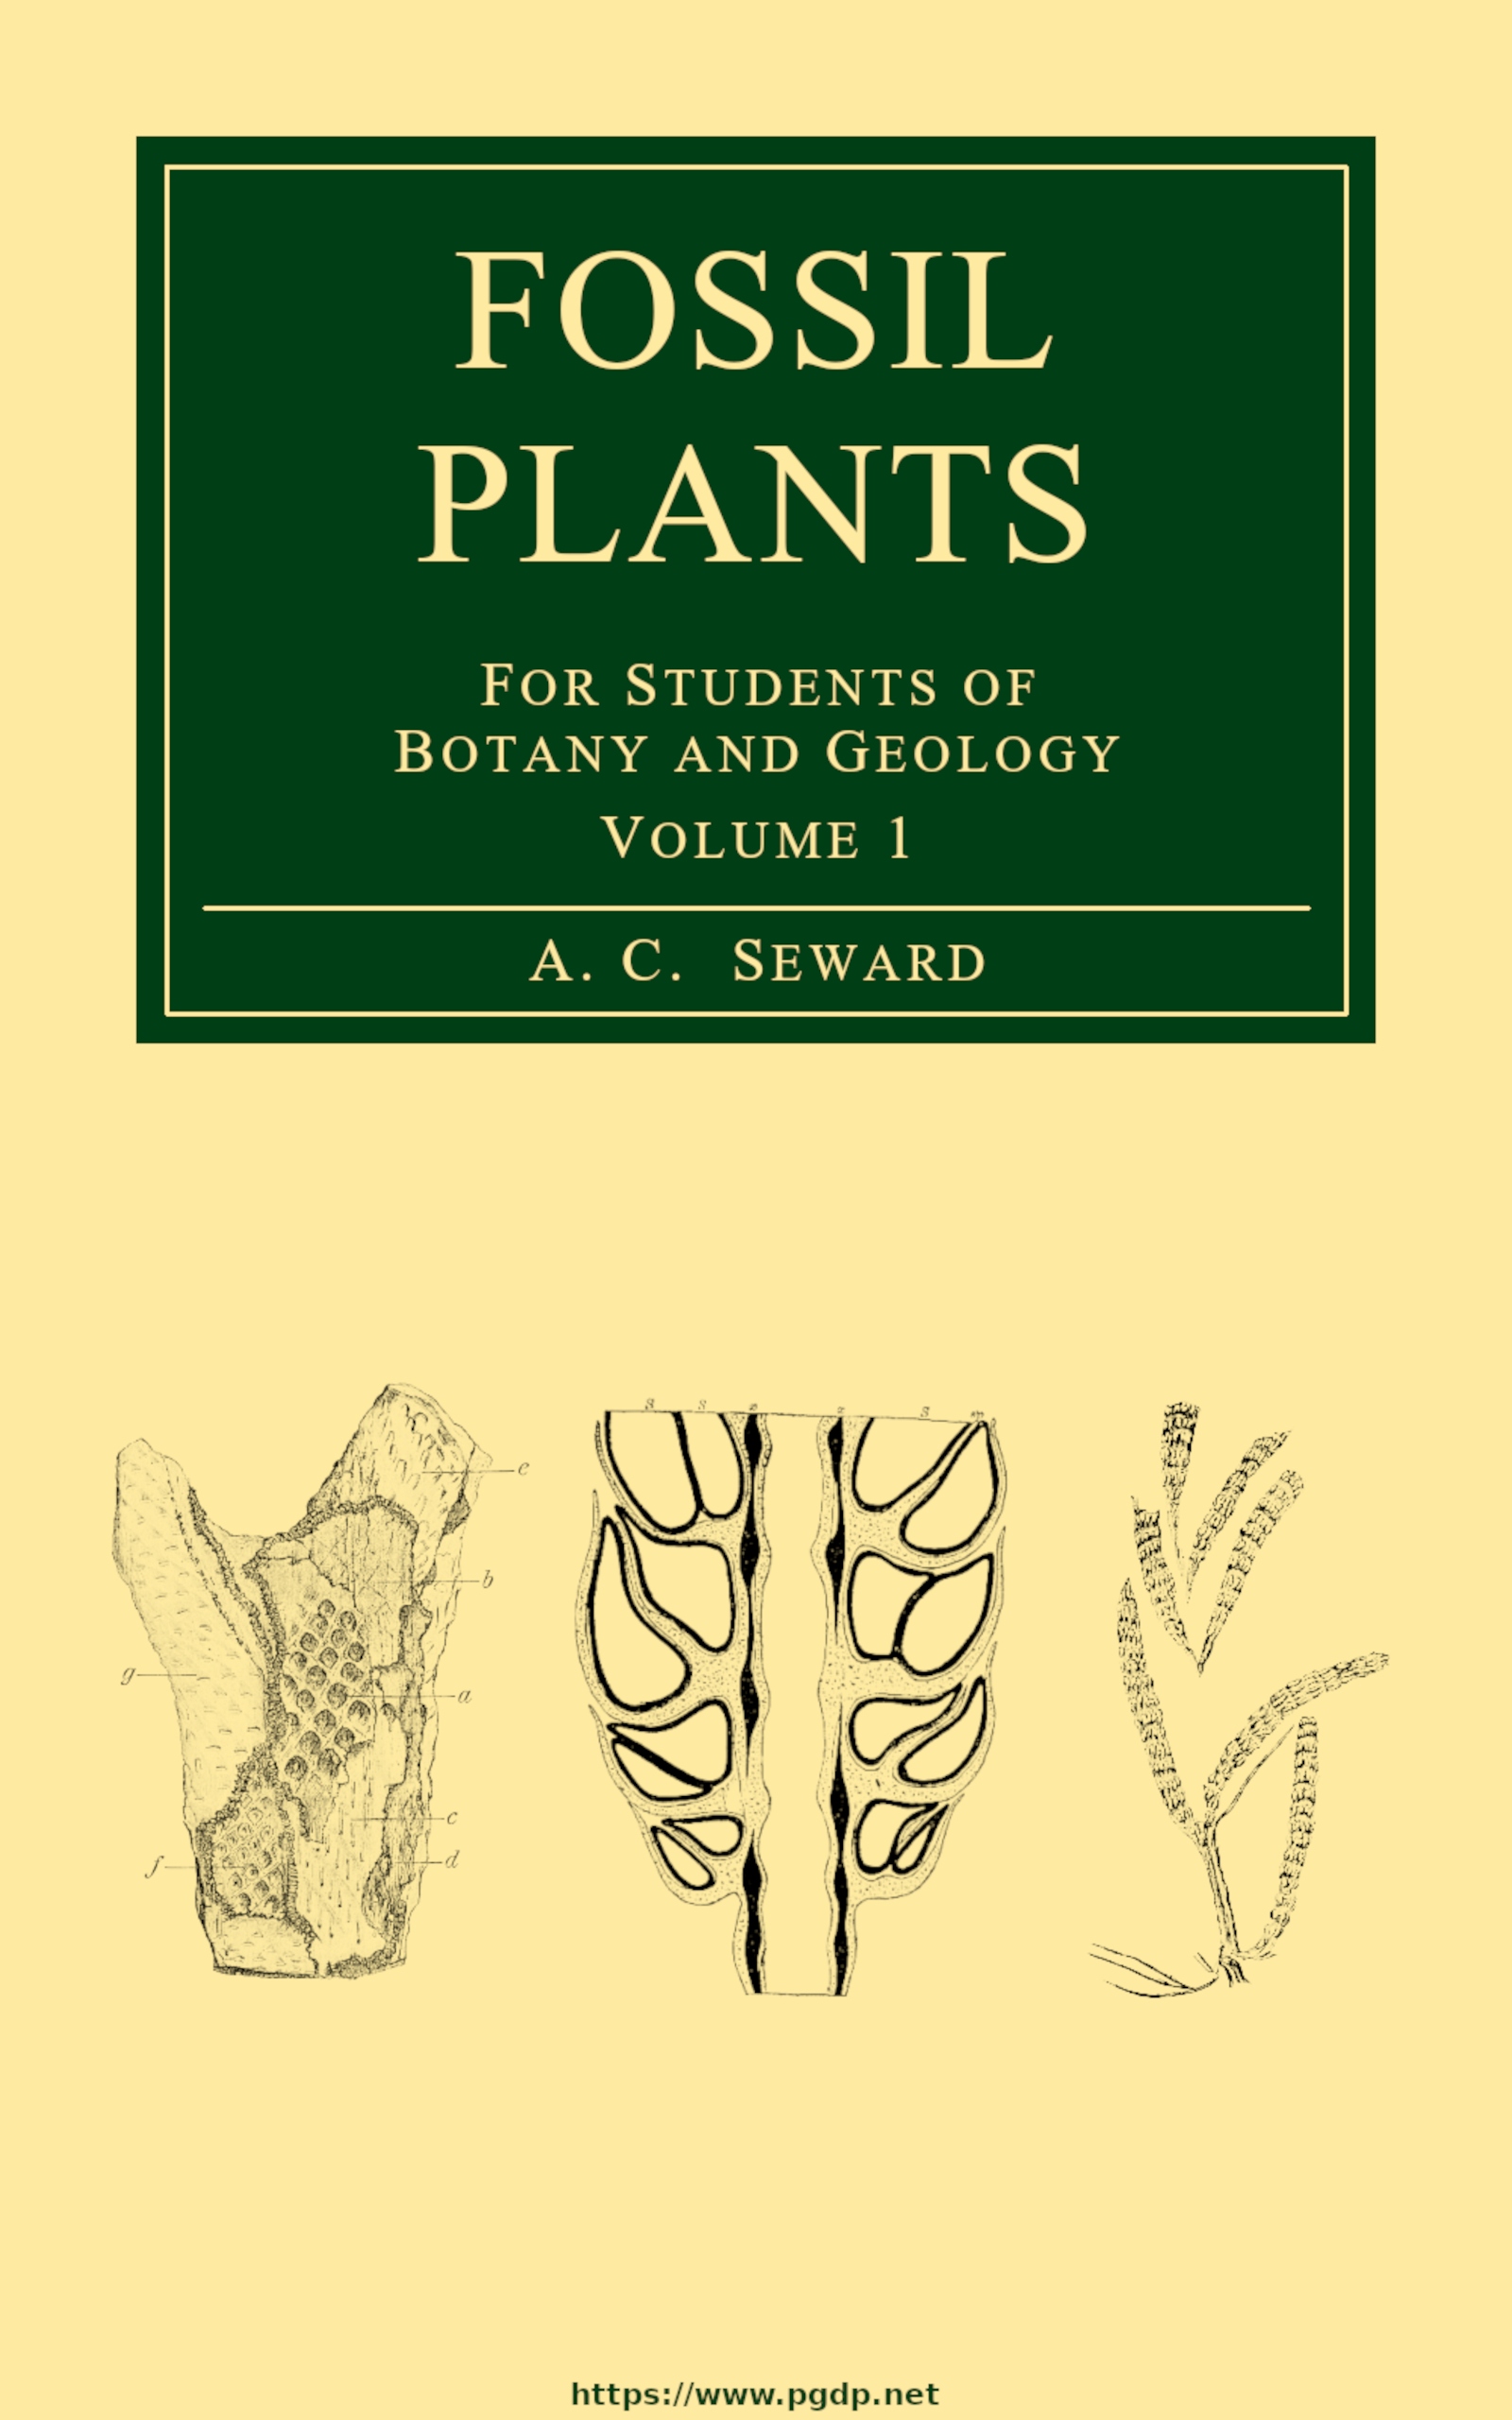 FOSSIL
PLANTS
FOR STUDENTS OF
BOTANY AND GEOLOGY
VOLUME 1
A. C. SEWARD
e
b
g
a
c
f
d
https://www.pgdp.net